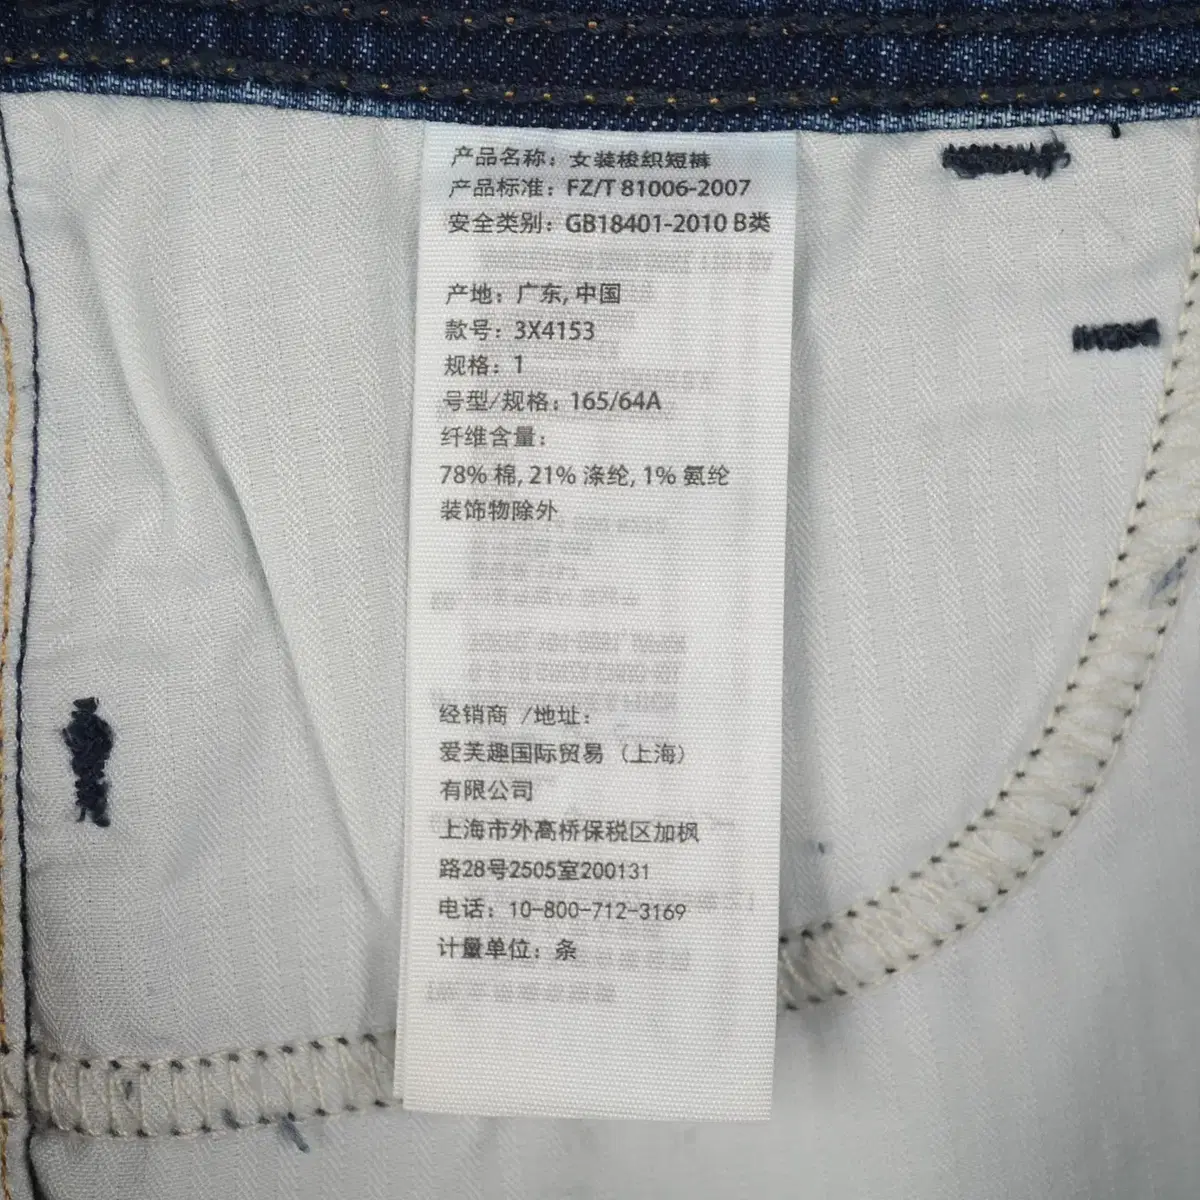 产品名称：女装梭织短裤
产品标准：FZ/T 81006-2007
安全类别：GB18401-2010 B类
产地：广东, 中国
款号：3X4153
规格：1
号型/规格：165/64A
纤维含量：
78% 棉, 21% 涤纶, 1% 氨纶
装饰物除外
经销商 /地址：
爱芙趣国际贸易（上海）
有限公司
上海市外高桥保税区加枫
路28号2505室200131
电话：10-800-712-3169
计量单位：条